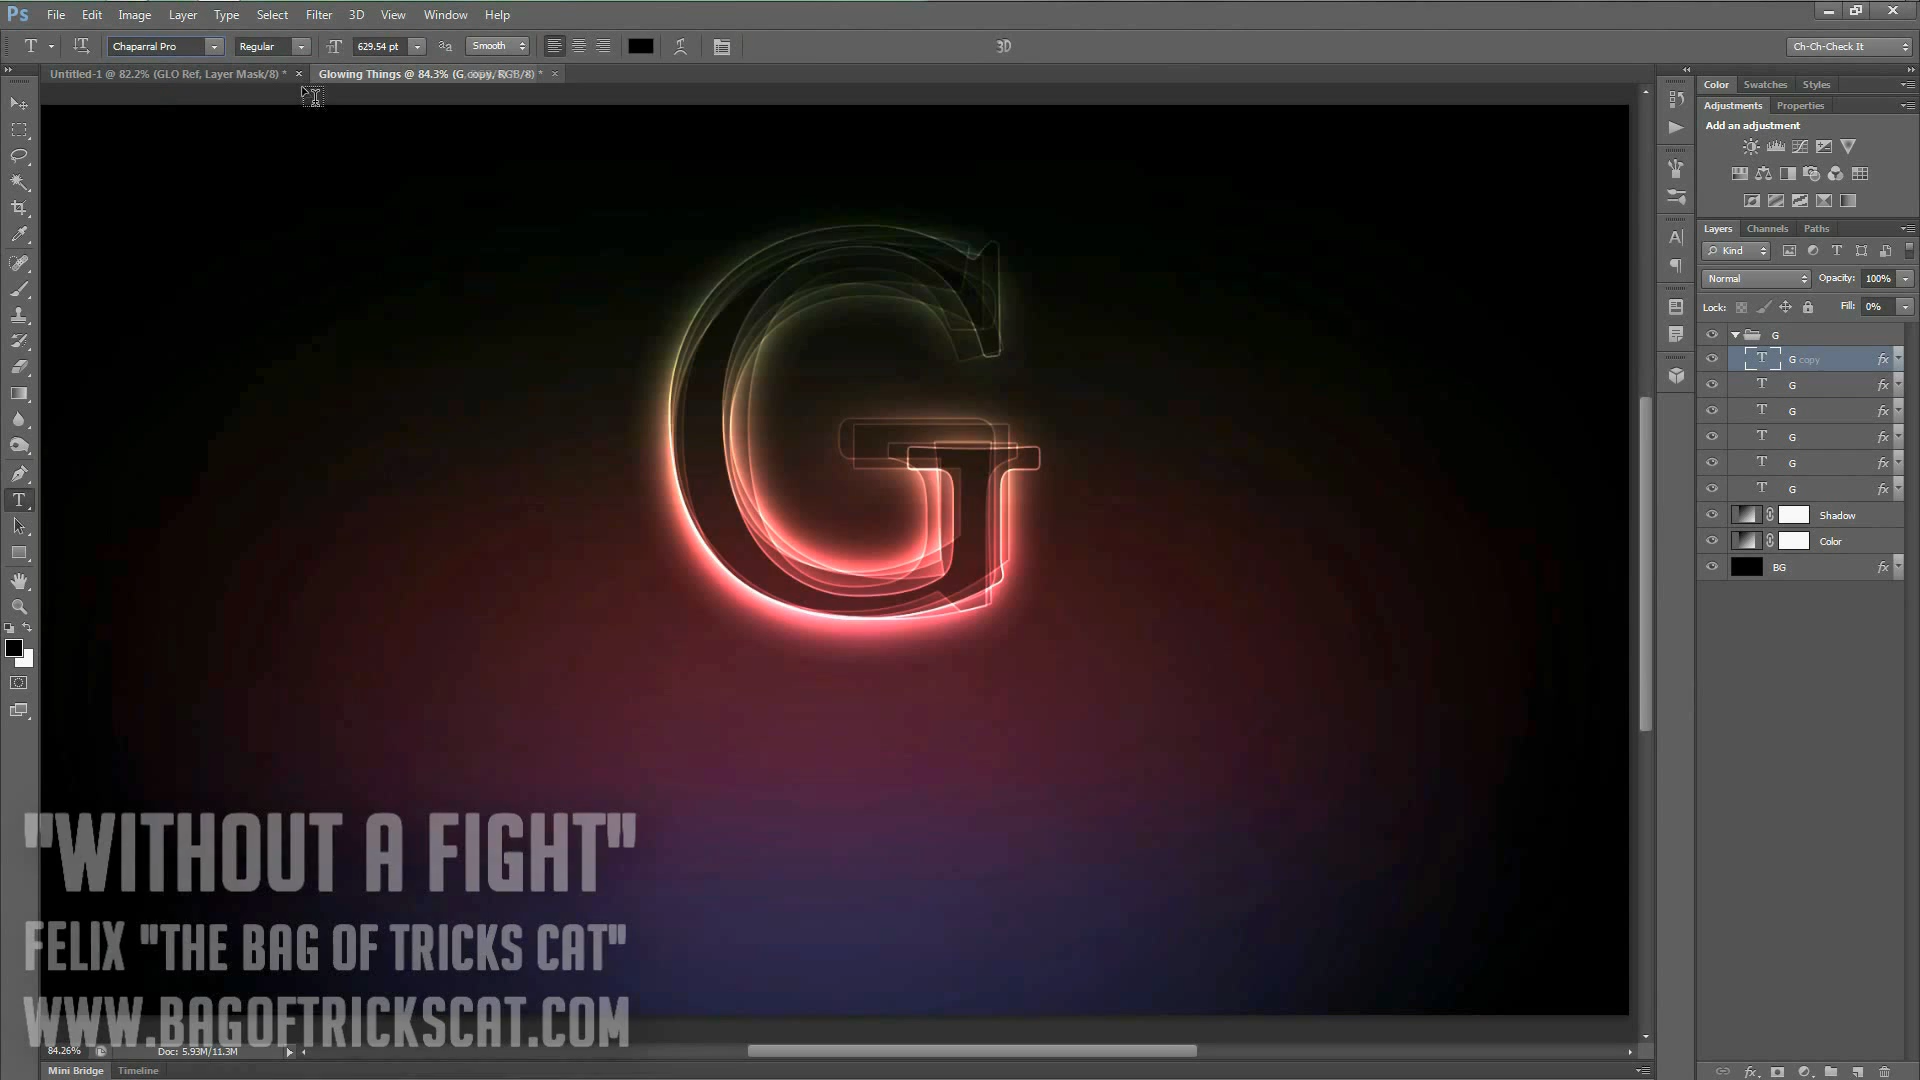 Ps File Edit Image Layer Type Select Filter 3D View Window Help
T Chaparral Pro Regular 629.54 pt Smooth 3D Ch-Ch-Check It
Untitled-1 @ 82.2% (GLO Ref, Layer Mask/8) * × Glowing Things @ 84.3% (G copy, RGB/8) * ×
Color Swatches Styles
Adjustments Properties
Add an adjustment
Layers Channels Paths
Kind
Normal Opacity: 100%
Lock: Fill: 0%
G
T G copy fx
T G fx
T G fx
T G fx
T G fx
T G fx
Shadow
Color
BG fx
G
"WITHOUT A FIGHT"
FELIX "THE BAG OF TRICKS CAT"
WWW.BAGOFTRICKSCAT.COM
84.26% Doc: 5.93M/11.3M
Mini Bridge Timeline